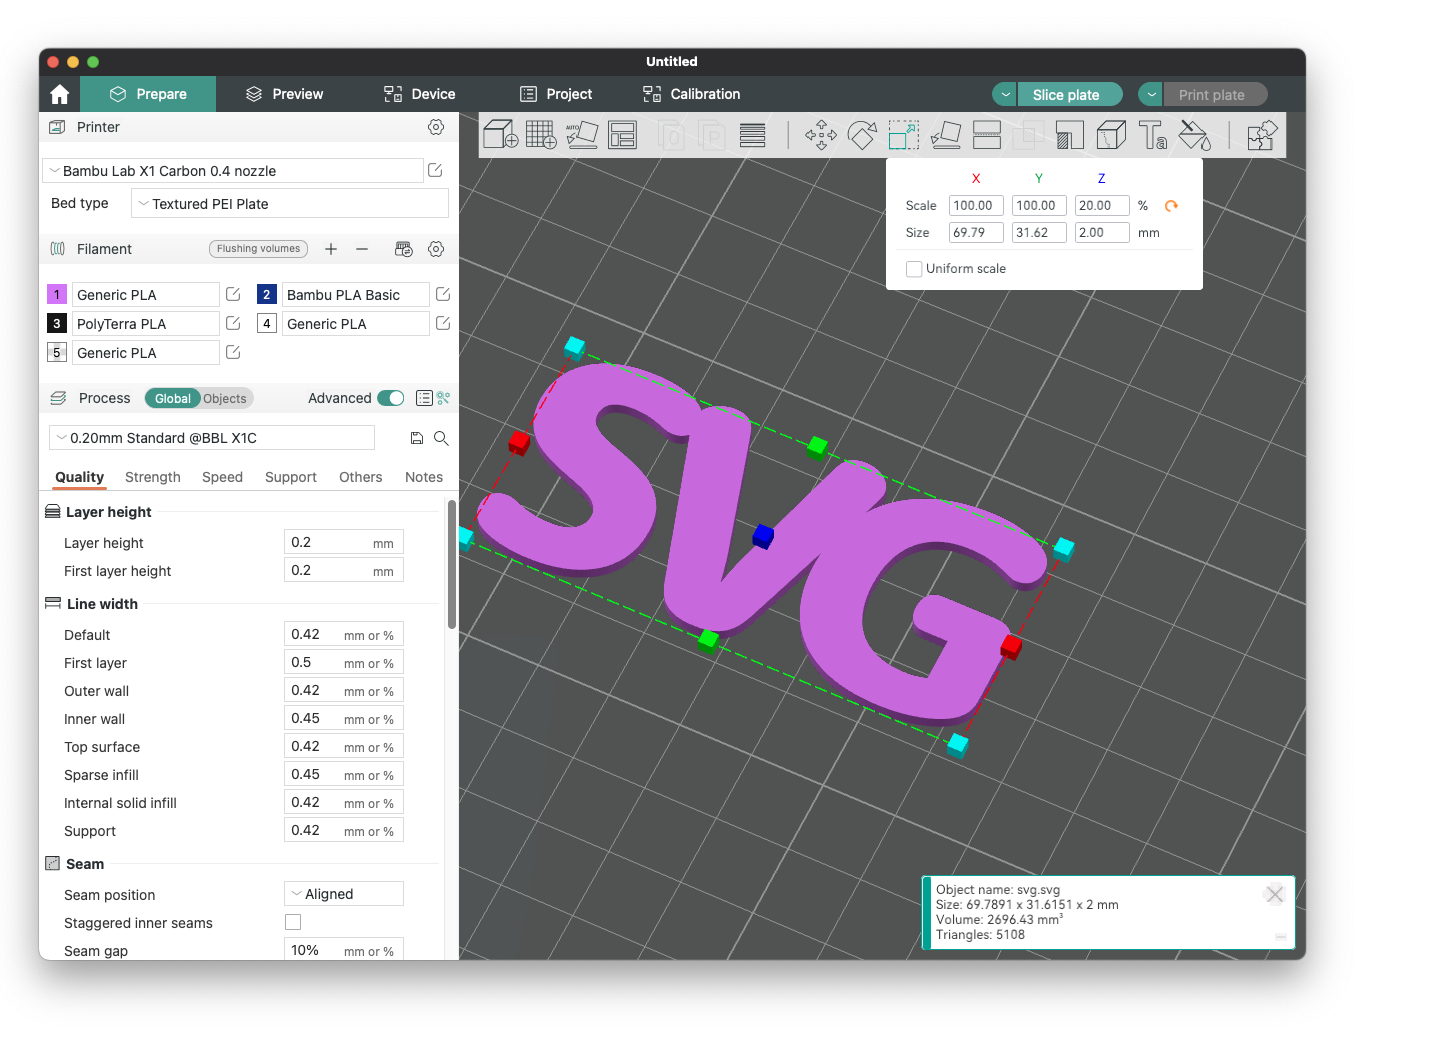 Untitled
Prepare
Preview
Device
Project
Calibration
Slice plate
Print plate
Printer
Bambu Lab X1 Carbon 0.4 nozzle
Bed type
Textured PEI Plate
Filament
Flushing volumes
1 Generic PLA
2 Bambu PLA Basic
3 PolyTerra PLA
4 Generic PLA
5 Generic PLA
Process
Global
Objects
Advanced
0.20mm Standard @BBL X1C
Quality
Strength
Speed
Support
Others
Notes
Layer height
Layer height 0.2 mm
First layer height 0.2 mm
Line width
Default 0.42 mm or %
First layer 0.5 mm or %
Outer wall 0.42 mm or %
Inner wall 0.45 mm or %
Top surface 0.42 mm or %
Sparse infill 0.45 mm or %
Internal solid infill 0.42 mm or %
Support 0.42 mm or %
Seam
Seam position Aligned
Staggered inner seams
Seam gap 10% mm or %
AUTO
X Y Z
Scale 100.00 100.00 20.00 %
Size 69.79 31.62 2.00 mm
Uniform scale
SVG
Object name: svg.svg
Size: 69.7891 x 31.6151 x 2 mm
Volume: 2696.43 mm³
Triangles: 5108